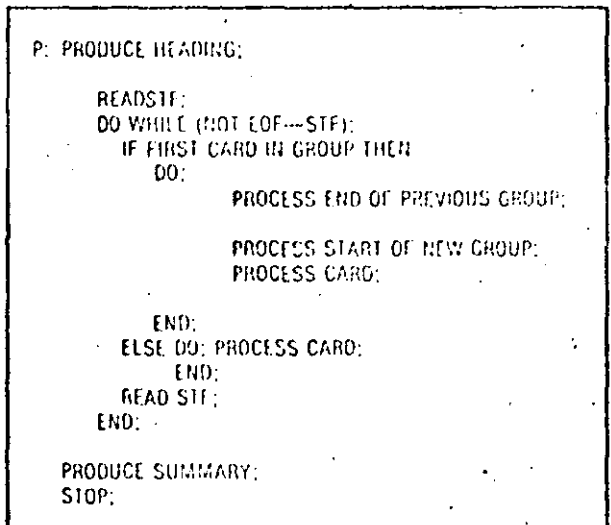 P: PRODUCE HEADING;
READSTF;
DO WHILE (NOT EOF---STF);
IF FIRST CARD IN GROUP THEN
DO;
PROCESS END OF PREVIOUS GROUP;
PROCESS START OF NEW GROUP;
PROCESS CARD;
END;
ELSE DO; PROCESS CARD;
END;
READ STF;
END;
PRODUCE SUMMARY;
STOP;